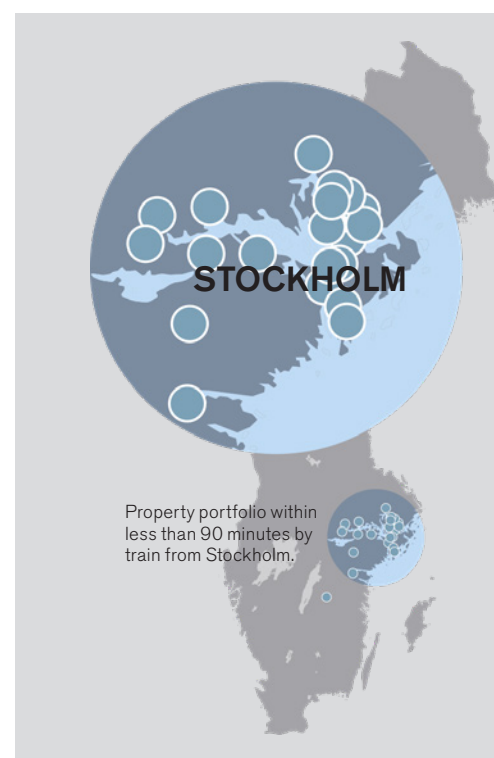 STOCKHOLM
Property portfolio within
less than 90 minutes by
train from Stockholm.